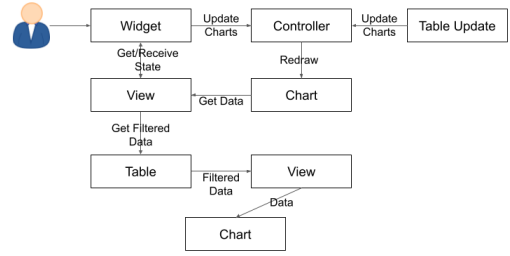 Widget
Update
Charts
Controller
Update
Charts
Table Update
Get/Receive
State
Redraw
View
Get Data
Chart
Get Filtered
Data
Table
Filtered
Data
View
Data
Chart